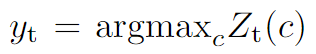 y_t = argmax_c Z_t(c)